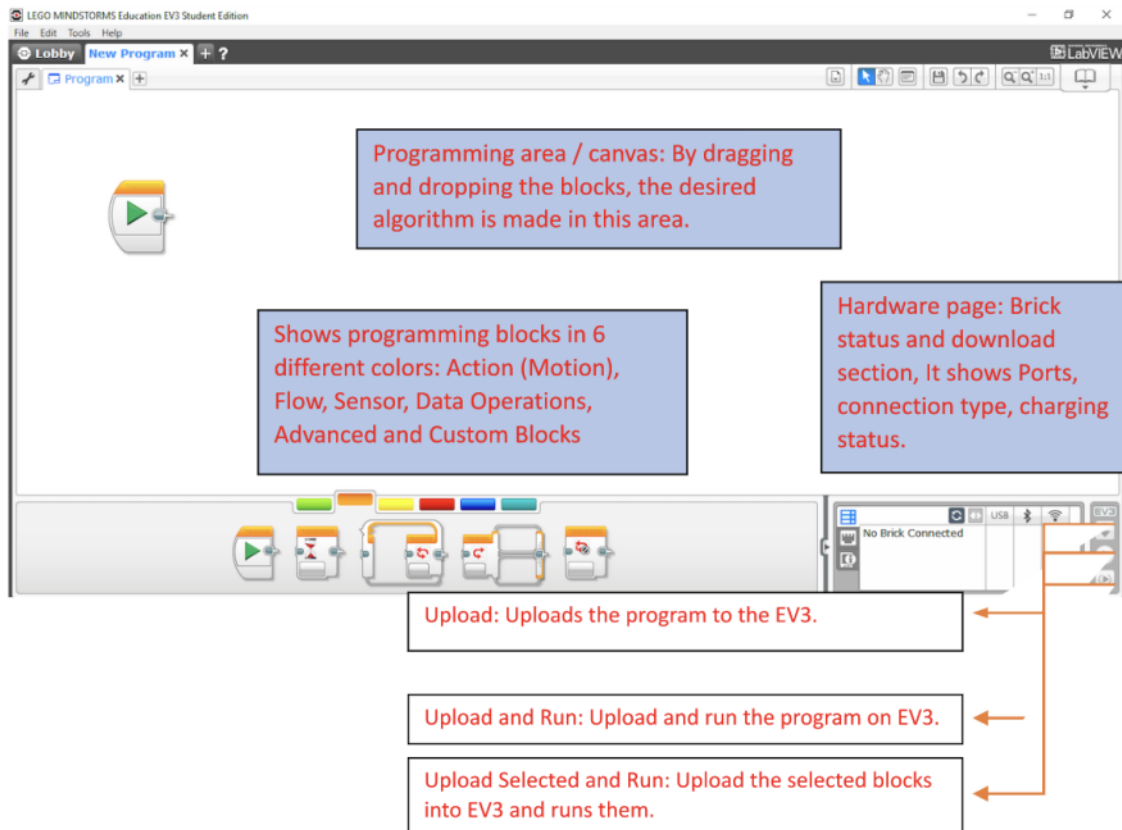 LEGO MINDSTORMS Education EV3 Student Edition
File Edit Tools Help
Lobby New Program × + ?
LabVIEW
Program × +
1:1
Programming area / canvas: By dragging
and dropping the blocks, the desired
algorithm is made in this area.
Hardware page: Brick
status and download
section, It shows Ports,
connection type, charging
status.
Shows programming blocks in 6
different colors: Action (Motion),
Flow, Sensor, Data Operations,
Advanced and Custom Blocks
USB
EV3
No Brick Connected
Upload: Uploads the program to the EV3.
Upload and Run: Upload and run the program on EV3.
Upload Selected and Run: Upload the selected blocks
into EV3 and runs them.